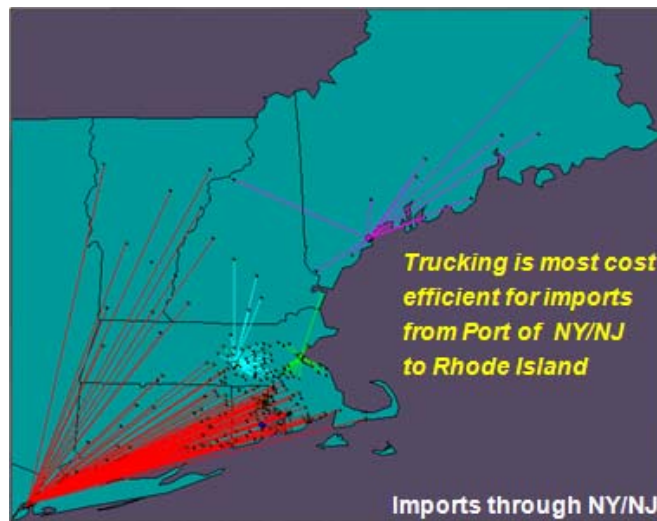 Trucking is most cost
efficient for imports
from Port of NY/NJ
to Rhode Island
Imports through NY/NJ